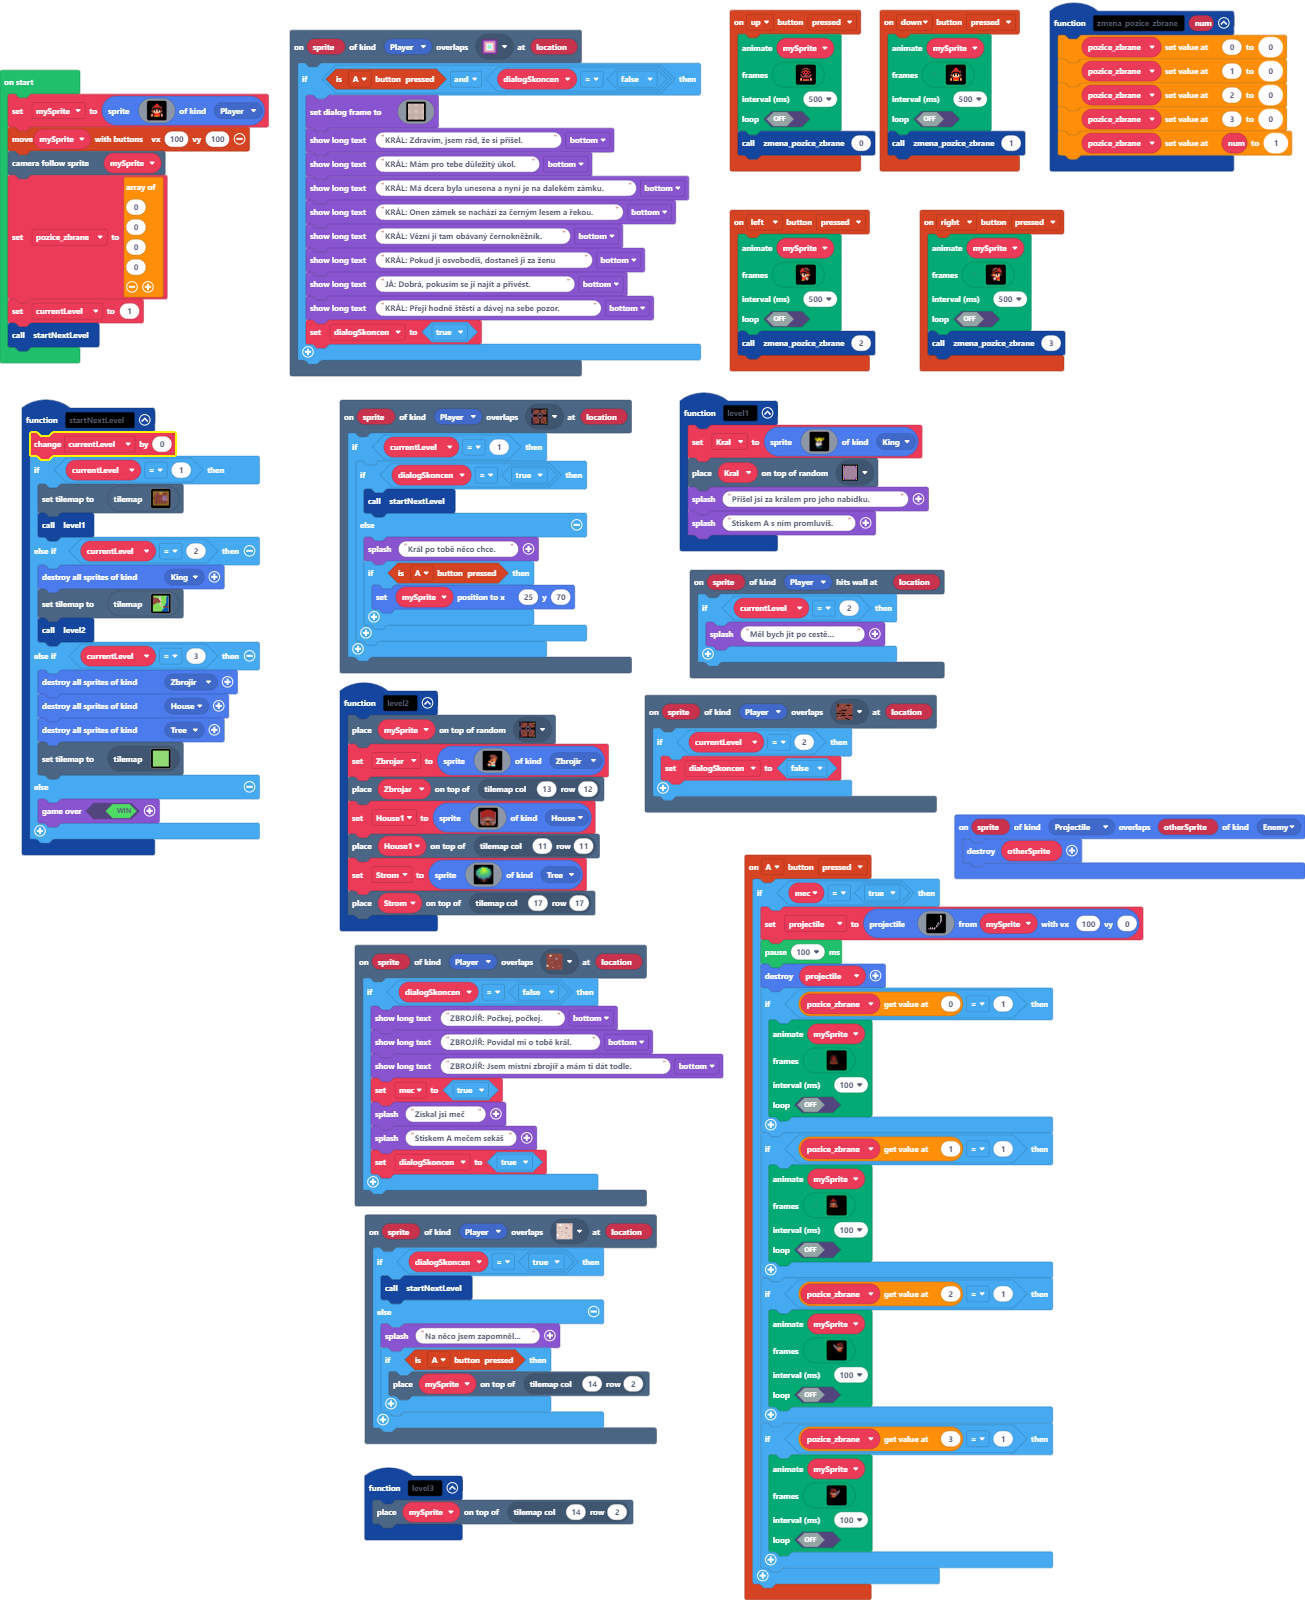 on start
set mySprite to sprite of kind Player
move mySprite with buttons vx 100 vy 100
camera follow sprite mySprite
set pozice_zbrane to array of 0 0 0 0
set currentLevel to 1
call startNextLevel
on sprite of kind Player overlaps at location
if is A button pressed and dialogSkoncen = false then
set dialog frame to
show long text "KRÁL: Zdravím, jsem rád, že si přišel." bottom
show long text "KRÁL: Mám pro tebe důležitý úkol." bottom
show long text "KRÁL: Má dcera byla unesena a nyní je na dalekém zámku." bottom
show long text "KRÁL: Onen zámek se nachází za černým lesem a řekou." bottom
show long text "KRÁL: Vězní ji tam obávaný černokněžník." bottom
show long text "KRÁL: Pokud ji osvobodíš, dostaneš ji za ženu" bottom
show long text "JÁ: Dobrá, pokusím se ji najít a přivést." bottom
show long text "KRÁL: Přeji hodně štěstí a dávej na sebe pozor." bottom
set dialogSkoncen to true
on up button pressed
animate mySprite
frames
interval (ms) 500
loop OFF
call zmena_pozice_zbrane 0
on down button pressed
animate mySprite
frames
interval (ms) 500
loop OFF
call zmena_pozice_zbrane 1
function zmena_pozice_zbrane num
pozice_zbrane set value at 0 to 0
pozice_zbrane set value at 1 to 0
pozice_zbrane set value at 2 to 0
pozice_zbrane set value at 3 to 0
pozice_zbrane set value at num to 1
on left button pressed
animate mySprite
frames
interval (ms) 500
loop OFF
call zmena_pozice_zbrane 2
on right button pressed
animate mySprite
frames
interval (ms) 500
loop OFF
call zmena_pozice_zbrane 3
function startNextLevel
change currentLevel by 0
if currentLevel = 1 then
set tilemap to tilemap
call level1
else if currentLevel = 2 then
destroy all sprites of kind King
set tilemap to tilemap
call level2
else if currentLevel = 3 then
destroy all sprites of kind Zbrojir
destroy all sprites of kind House
destroy all sprites of kind Tree
set tilemap to tilemap
else
game over WIN
on sprite of kind Player overlaps at location
if currentLevel = 1 then
if dialogSkoncen = true then
call startNextLevel
else
splash "Král po tobě něco chce."
if is A button pressed then
set mySprite position to x 25 y 70
function level1
set Kral to sprite of kind King
place Kral on top of random
splash "Přišel jsi za králem pro jeho nabídku."
splash "Stiskem A s ním promluvíš."
on sprite of kind Player hits wall at location
if currentLevel = 2 then
splash "Měl bych jít po cestě..."
function level2
place mySprite on top of random
set Zbrojar to sprite of kind Zbrojir
place Zbrojar on top of tilemap col 13 row 12
set House1 to sprite of kind House
place House1 on top of tilemap col 11 row 11
set Strom to sprite of kind Tree
place Strom on top of tilemap col 17 row 17
on sprite of kind Player overlaps at location
if currentLevel = 2 then
set dialogSkoncen to false
on sprite of kind Projectile overlaps otherSprite of kind Enemy
destroy otherSprite
on sprite of kind Player overlaps at location
if dialogSkoncen = false then
show long text "ZBROJÍŘ: Počkej, počkej." bottom
show long text "ZBROJÍŘ: Povídal mi o tobě král." bottom
show long text "ZBROJÍŘ: Jsem místní zbrojíř a mám ti dát todle." bottom
set mec to true
splash "Získal jsi meč"
splash "Stiskem A mečem sekáš"
set dialogSkoncen to true
on sprite of kind Player overlaps at location
if dialogSkoncen = true then
call startNextLevel
else
splash "Na něco jsem zapomněl..."
if is A button pressed then
place mySprite on top of tilemap col 14 row 2
function level3
place mySprite on top of tilemap col 14 row 2
on A button pressed
if mec = true then
set projectile to projectile from mySprite with vx 100 vy 0
pause 100 ms
destroy projectile
if pozice_zbrane get value at 0 = 1 then
animate mySprite
frames
interval (ms) 100
loop OFF
if pozice_zbrane get value at 1 = 1 then
animate mySprite
frames
interval (ms) 100
loop OFF
if pozice_zbrane get value at 2 = 1 then
animate mySprite
frames
interval (ms) 100
loop OFF
if pozice_zbrane get value at 3 = 1 then
animate mySprite
frames
interval (ms) 100
loop OFF